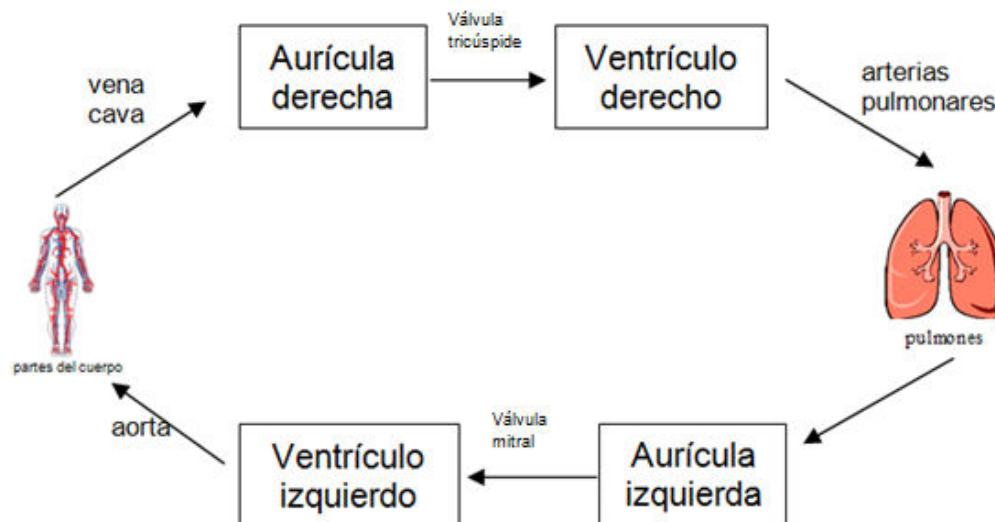 Válvula
tricúspide
Aurícula
derecha
Ventrículo
derecho
vena
cava
arterias
pulmonares
partes del cuerpo
pulmones
aorta
Ventrículo
izquierdo
Válvula
mitral
Aurícula
izquierda